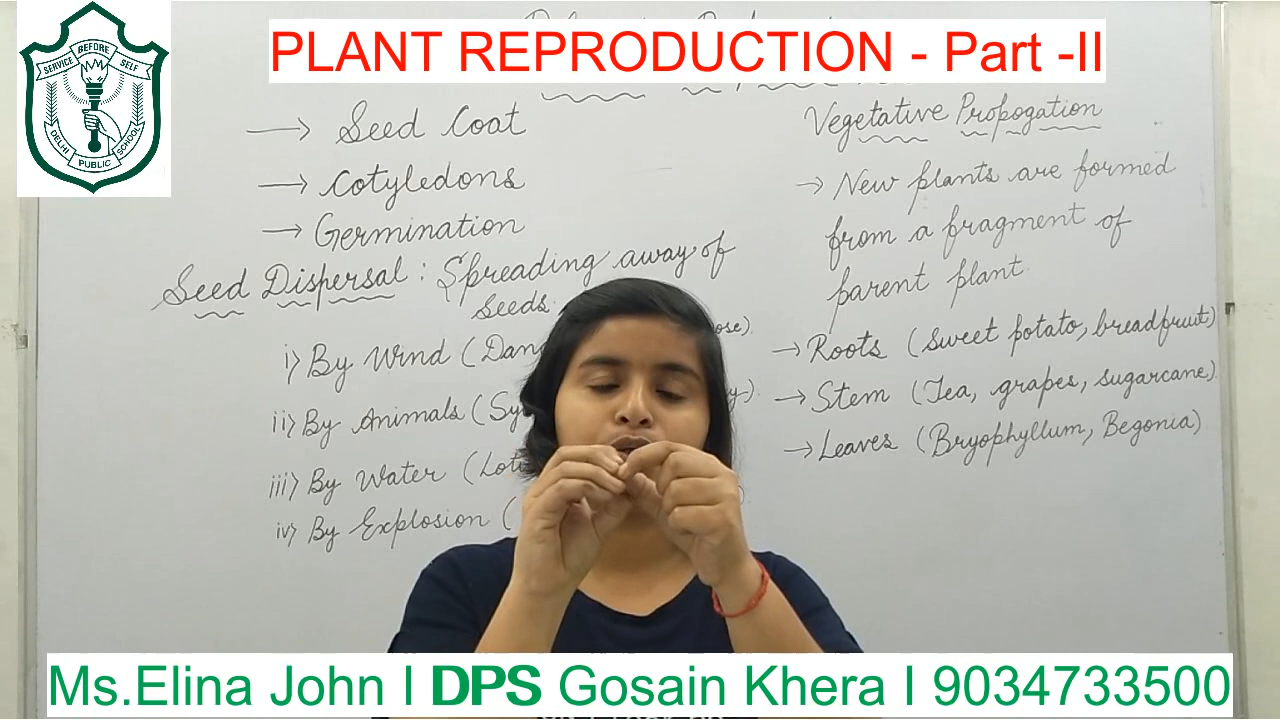 BEFORE
SERVICE SELF
DELHI PUBLIC SCHOOL
PLANT REPRODUCTION - Part -II
→ Seed Coat
→ Cotyledons
→ Germination
Seed Dispersal : Spreading away of
seeds.
i) By Wind (
ii) By Animals (
iii) By Water (
iv) By Explosion (
Vegetative Propogation
→ New plants are formed
from a fragment of
parent plant.
→ Roots (Sweet potato, breadfruit)
→ Stem (Tea, grapes, sugarcane)
→ Leaves (Bryophyllum, Begonia)
Ms.Elina John I DPS Gosain Khera I 9034733500